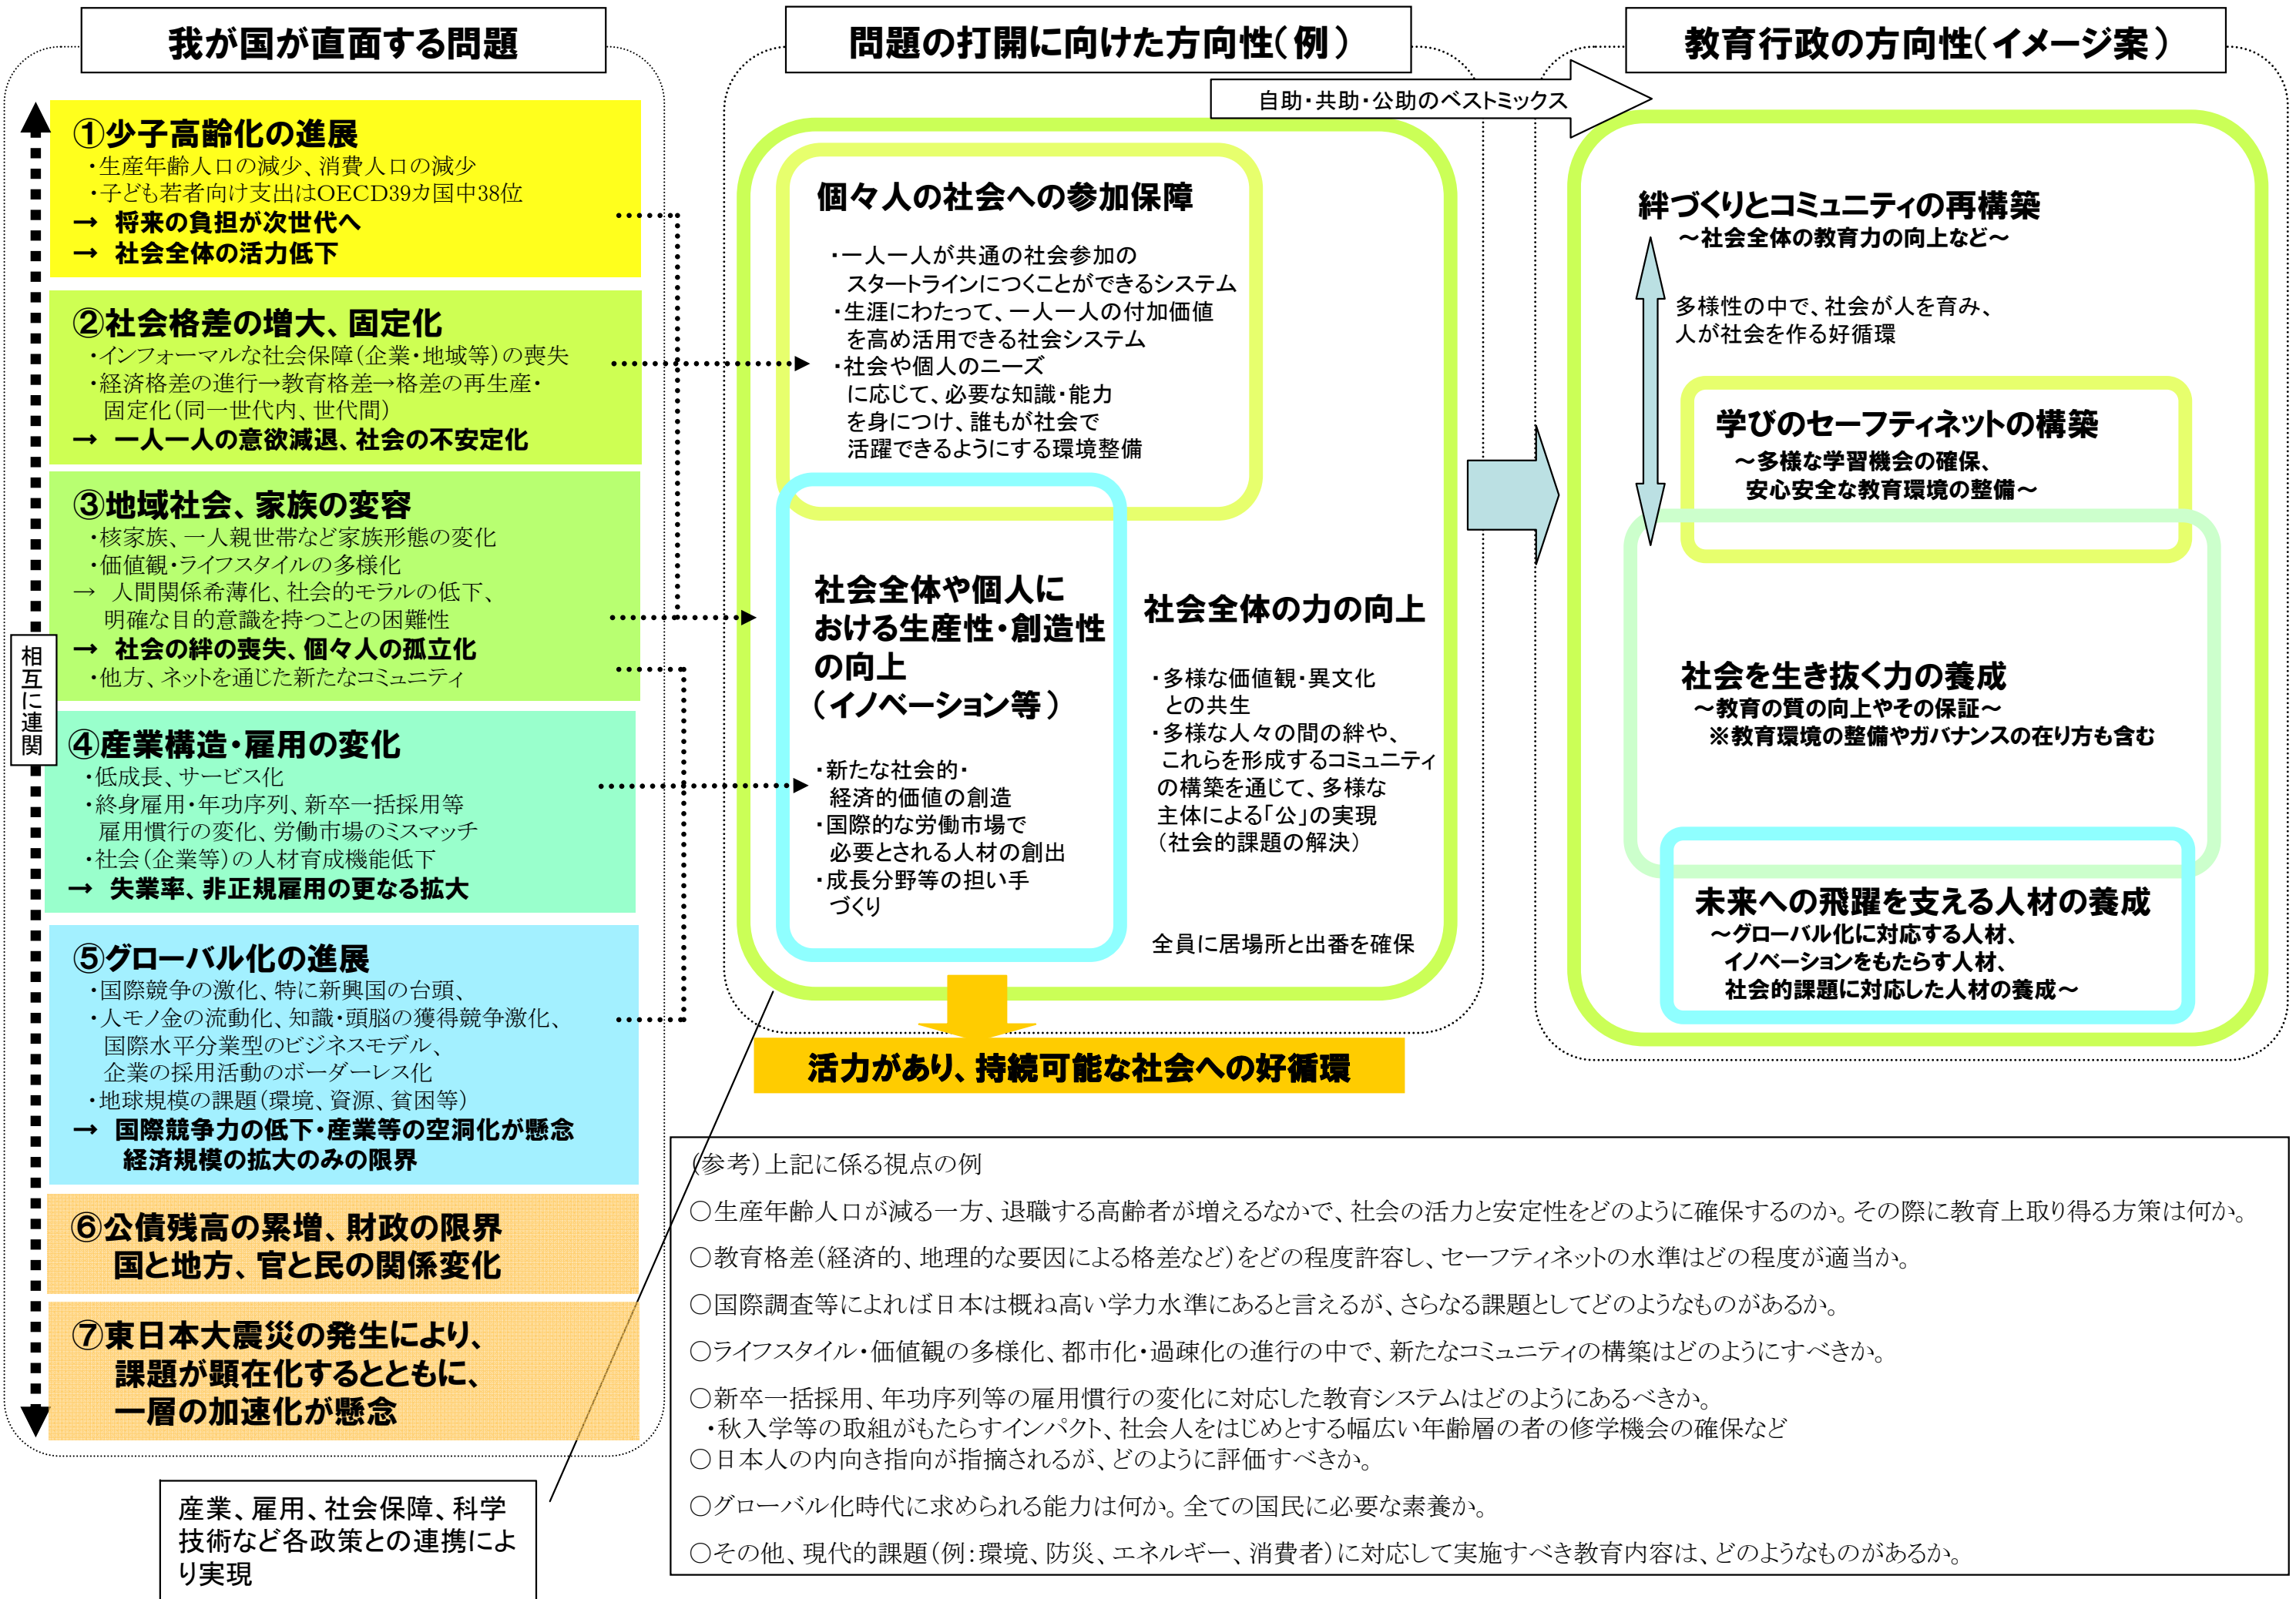 我が国が直面する問題
①少子高齢化の進展
・生産年齢人口の減少、消費人口の減少
・子ども若者向け支出はOECD39カ国中38位
→ 将来の負担が次世代へ
→ 社会全体の活力低下
②社会格差の増大、固定化
・インフォーマルな社会保障(企業・地域等)の喪失
・経済格差の進行→教育格差→格差の再生産・
固定化(同一世代内、世代間)
→ 一人一人の意欲減退、社会の不安定化
③地域社会、家族の変容
・核家族、一人親世帯など家族形態の変化
・価値観・ライフスタイルの多様化
→ 人間関係希薄化、社会的モラルの低下、
明確な目的意識を持つことの困難性
→ 社会の絆の喪失、個々人の孤立化
・他方、ネットを通じた新たなコミュニティ
④産業構造・雇用の変化
・低成長、サービス化
・終身雇用・年功序列、新卒一括採用等
雇用慣行の変化、労働市場のミスマッチ
・社会(企業等)の人材育成機能低下
→ 失業率、非正規雇用の更なる拡大
⑤グローバル化の進展
・国際競争の激化、特に新興国の台頭、
・人モノ金の流動化、知識・頭脳の獲得競争激化、
国際水平分業型のビジネスモデル、
企業の採用活動のボーダーレス化
・地球規模の課題(環境、資源、貧困等)
→ 国際競争力の低下・産業等の空洞化が懸念
経済規模の拡大のみの限界
⑥公債残高の累増、財政の限界
国と地方、官と民の関係変化
⑦東日本大震災の発生により、
課題が顕在化するとともに、
一層の加速化が懸念
相互に連関
産業、雇用、社会保障、科学
技術など各政策との連携によ
り実現
問題の打開に向けた方向性(例)
自助・共助・公助のベストミックス
個々人の社会への参加保障
・一人一人が共通の社会参加の
スタートラインにつくことができるシステム
・生涯にわたって、一人一人の付加価値
を高め活用できる社会システム
・社会や個人のニーズ
に応じて、必要な知識・能力
を身につけ、誰もが社会で
活躍できるようにする環境整備
社会全体や個人に
おける生産性・創造性
の向上
(イノベーション等)
・新たな社会的・
経済的価値の創造
・国際的な労働市場で
必要とされる人材の創出
・成長分野等の担い手
づくり
社会全体の力の向上
・多様な価値観・異文化
との共生
・多様な人々の間の絆や、
これらを形成するコミュニティ
の構築を通じて、多様な
主体による「公」の実現
(社会的課題の解決)
全員に居場所と出番を確保
活力があり、持続可能な社会への好循環
教育行政の方向性(イメージ案)
絆づくりとコミュニティの再構築
～社会全体の教育力の向上など～
多様性の中で、社会が人を育み、
人が社会を作る好循環
学びのセーフティネットの構築
～多様な学習機会の確保、
安心安全な教育環境の整備～
社会を生き抜く力の養成
～教育の質の向上やその保証～
※教育環境の整備やガバナンスの在り方も含む
未来への飛躍を支える人材の養成
～グローバル化に対応する人材、
イノベーションをもたらす人材、
社会的課題に対応した人材の養成～
(参考)上記に係る視点の例
○生産年齢人口が減る一方、退職する高齢者が増えるなかで、社会の活力と安定性をどのように確保するのか。その際に教育上取り得る方策は何か。
○教育格差(経済的、地理的な要因による格差など)をどの程度許容し、セーフティネットの水準はどの程度が適当か。
○国際調査等によれば日本は概ね高い学力水準にあると言えるが、さらなる課題としてどのようなものがあるか。
○ライフスタイル・価値観の多様化、都市化・過疎化の進行の中で、新たなコミュニティの構築はどのようにすべきか。
○新卒一括採用、年功序列等の雇用慣行の変化に対応した教育システムはどのようにあるべきか。
・秋入学等の取組がもたらすインパクト、社会人をはじめとする幅広い年齢層の者の修学機会の確保など
○日本人の内向き指向が指摘されるが、どのように評価すべきか。
○グローバル化時代に求められる能力は何か。全ての国民に必要な素養か。
○その他、現代的課題(例:環境、防災、エネルギー、消費者)に対応して実施すべき教育内容は、どのようなものがあるか。